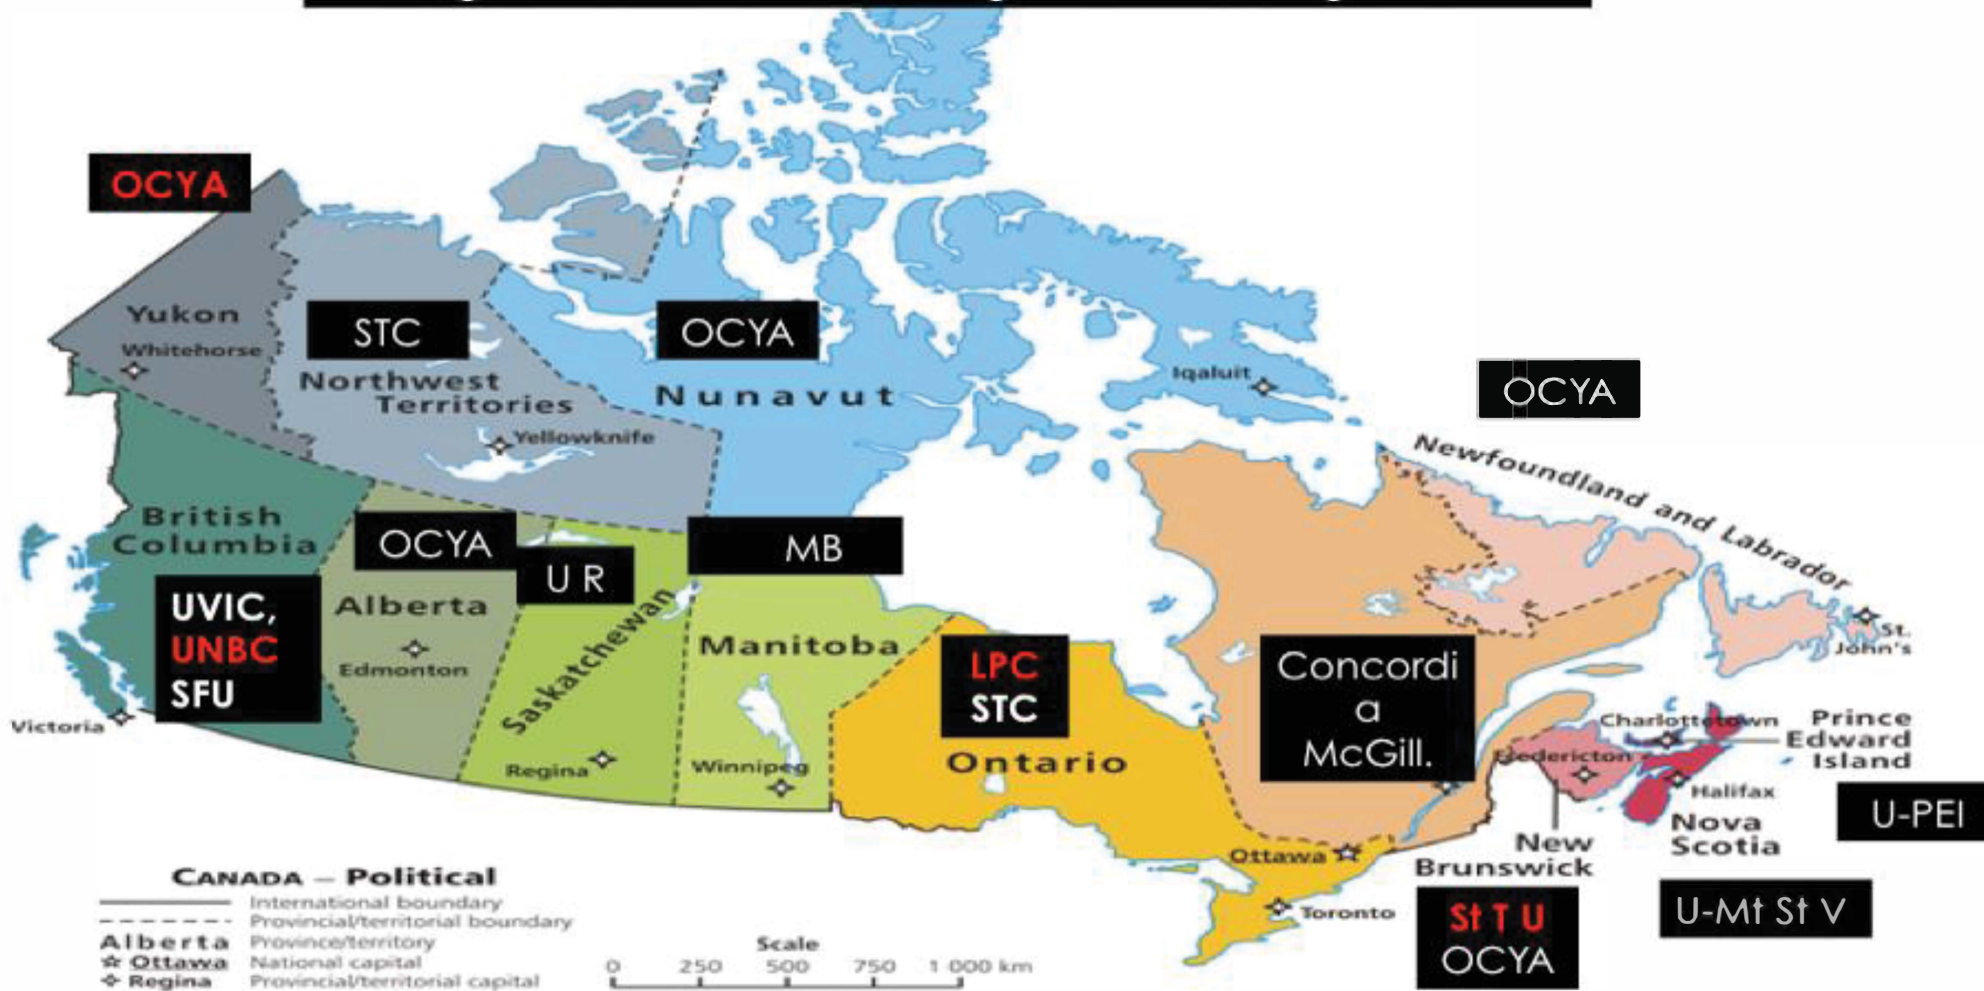 OCYA
Yukon
Whitehorse
STC
Northwest
Territories
Yellowknife
OCYA
Nunavut
Iqaluit
OCYA
Newfoundland and Labrador
St.
John's
British
Columbia
UVIC,
UNBC
SFU
Victoria
OCYA
Alberta
Edmonton
U R
Saskatchewan
Regina
MB
Manitoba
Winnipeg
LPC
STC
Ontario
Ottawa
Toronto
Concordi
a
McGill.
Charlottetown
Prince
Edward
Island
Fredericton
Halifax
Nova
Scotia
U-PEI
New
Brunswick
St T U
OCYA
U-Mt St V
CANADA – Political
International boundary
Provincial/territorial boundary
Alberta Province/territory
Ottawa National capital
Regina Provincial/territorial capital
Scale
0 250 500 750 1 000 km